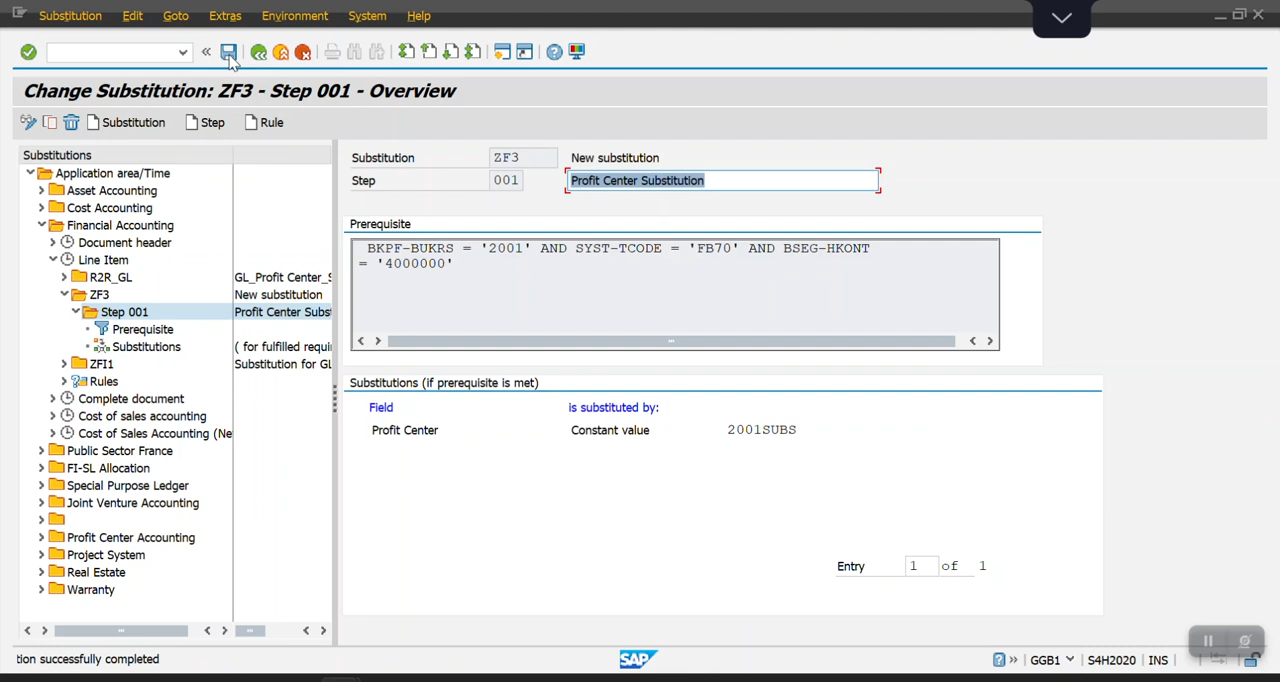 Substitution Edit Goto Extras Environment System Help
Change Substitution: ZF3 - Step 001 - Overview
Substitution Step Rule
Substitutions
Application area/Time
Asset Accounting
Cost Accounting
Financial Accounting
Document header
Line Item
R2R_GL GL_Profit Center_S
ZF3 New substitution
Step 001 Profit Center Subst
Prerequisite
Substitutions ( for fulfilled requi
ZFI1 Substitution for GL
Rules
Complete document
Cost of sales accounting
Cost of Sales Accounting (Ne
Public Sector France
FI-SL Allocation
Special Purpose Ledger
Joint Venture Accounting
Profit Center Accounting
Project System
Real Estate
Warranty
Substitution ZF3 New substitution
Step 001 Profit Center Substitution
Prerequisite
BKPF-BUKRS = '2001' AND SYST-TCODE = 'FB70' AND BSEG-HKONT
= '4000000'
Substitutions (if prerequisite is met)
Field is substituted by:
Profit Center Constant value 2001SUBS
Entry 1 of 1
tion successfully completed SAP GGB1 S4H2020 INS